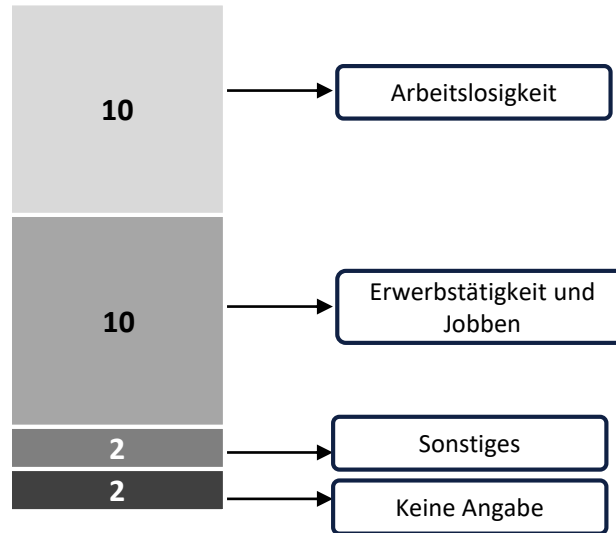 10
Arbeitslosigkeit
10
Erwerbstätigkeit und
Jobben
2
Sonstiges
2
Keine Angabe